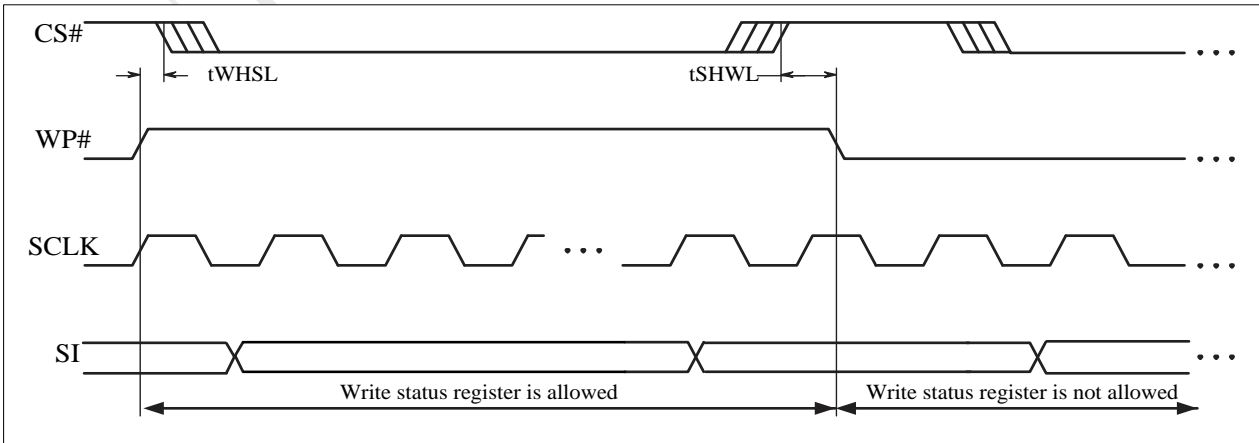 CS#
tWHSL
tSHWL
WP#
SCLK
SI
Write status register is allowed
Write status register is not allowed